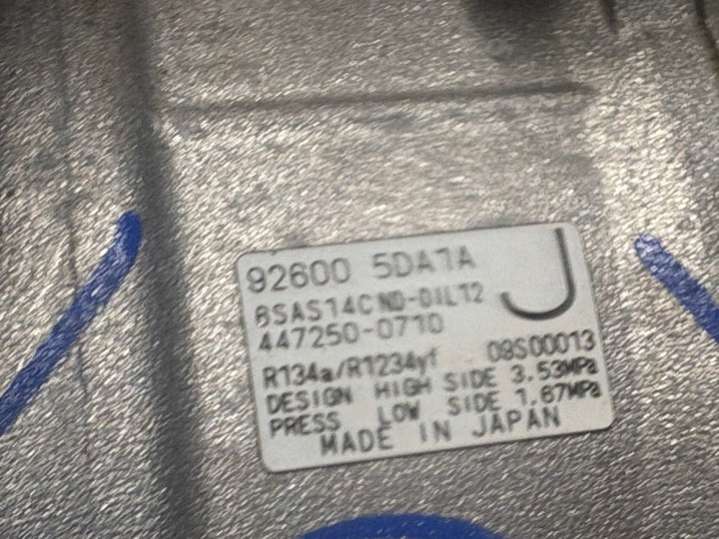 92600 5DA1A
6SAS14C ND-OIL12
447250-0710
J
R134a/R1234yf 08S00013
DESIGN HIGH SIDE 3.53MPa
PRESS LOW SIDE 1.67MPa
MADE IN JAPAN